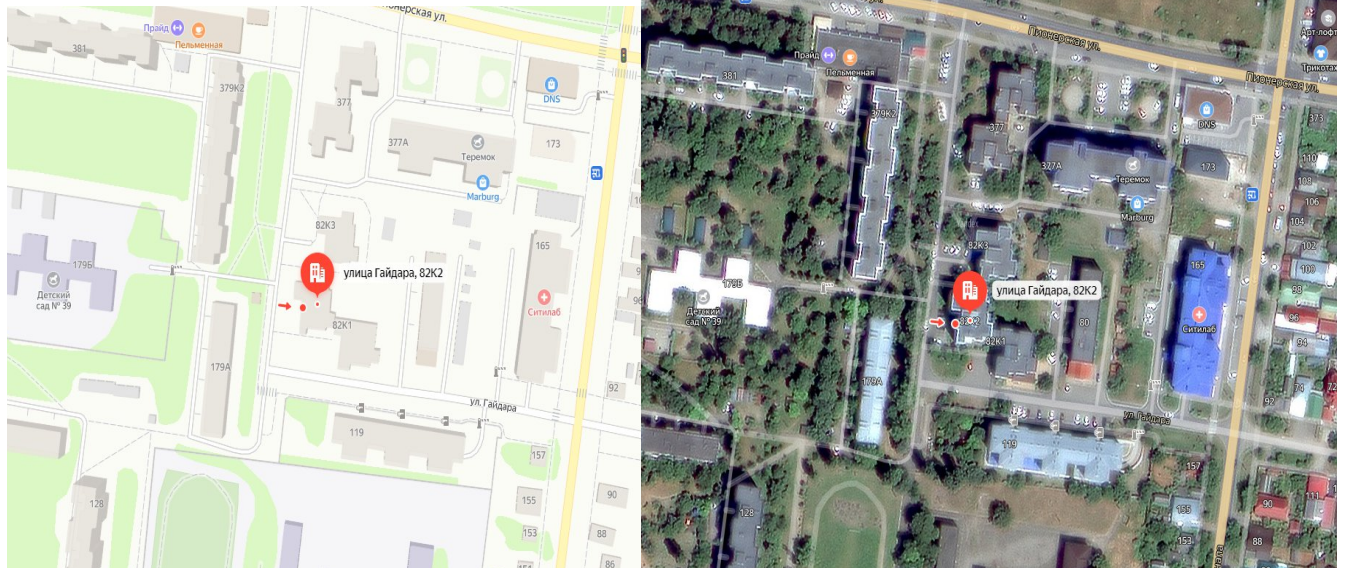 Пионерская ул.
Прайд
Пельменная
381
379К2
377
DNS
377А
Теремок
173
Marburg
82К3
165
улица Гайдара, 82К2
179Б
Детский
сад № 39
Ситилаб
82К1
179А
92
ул. Гайдара
119
157
128
155
90
153
88
86
Пионерская ул.
Арт-лофт
Прайд
Пельменная
381
Трикотаж
Пионерская ул.
379К2
DNS
373
377
377А
173
110
Теремок
108
106
Marburg
104
82К3
102
165
100
179Б
улица Гайдара, 82К2
98
Детский
сад № 39
Ситилаб
96
82К2
80
82К1
94
179А
74
72
92
ул. Гайдара
119
157
90
111
128
155
153
88